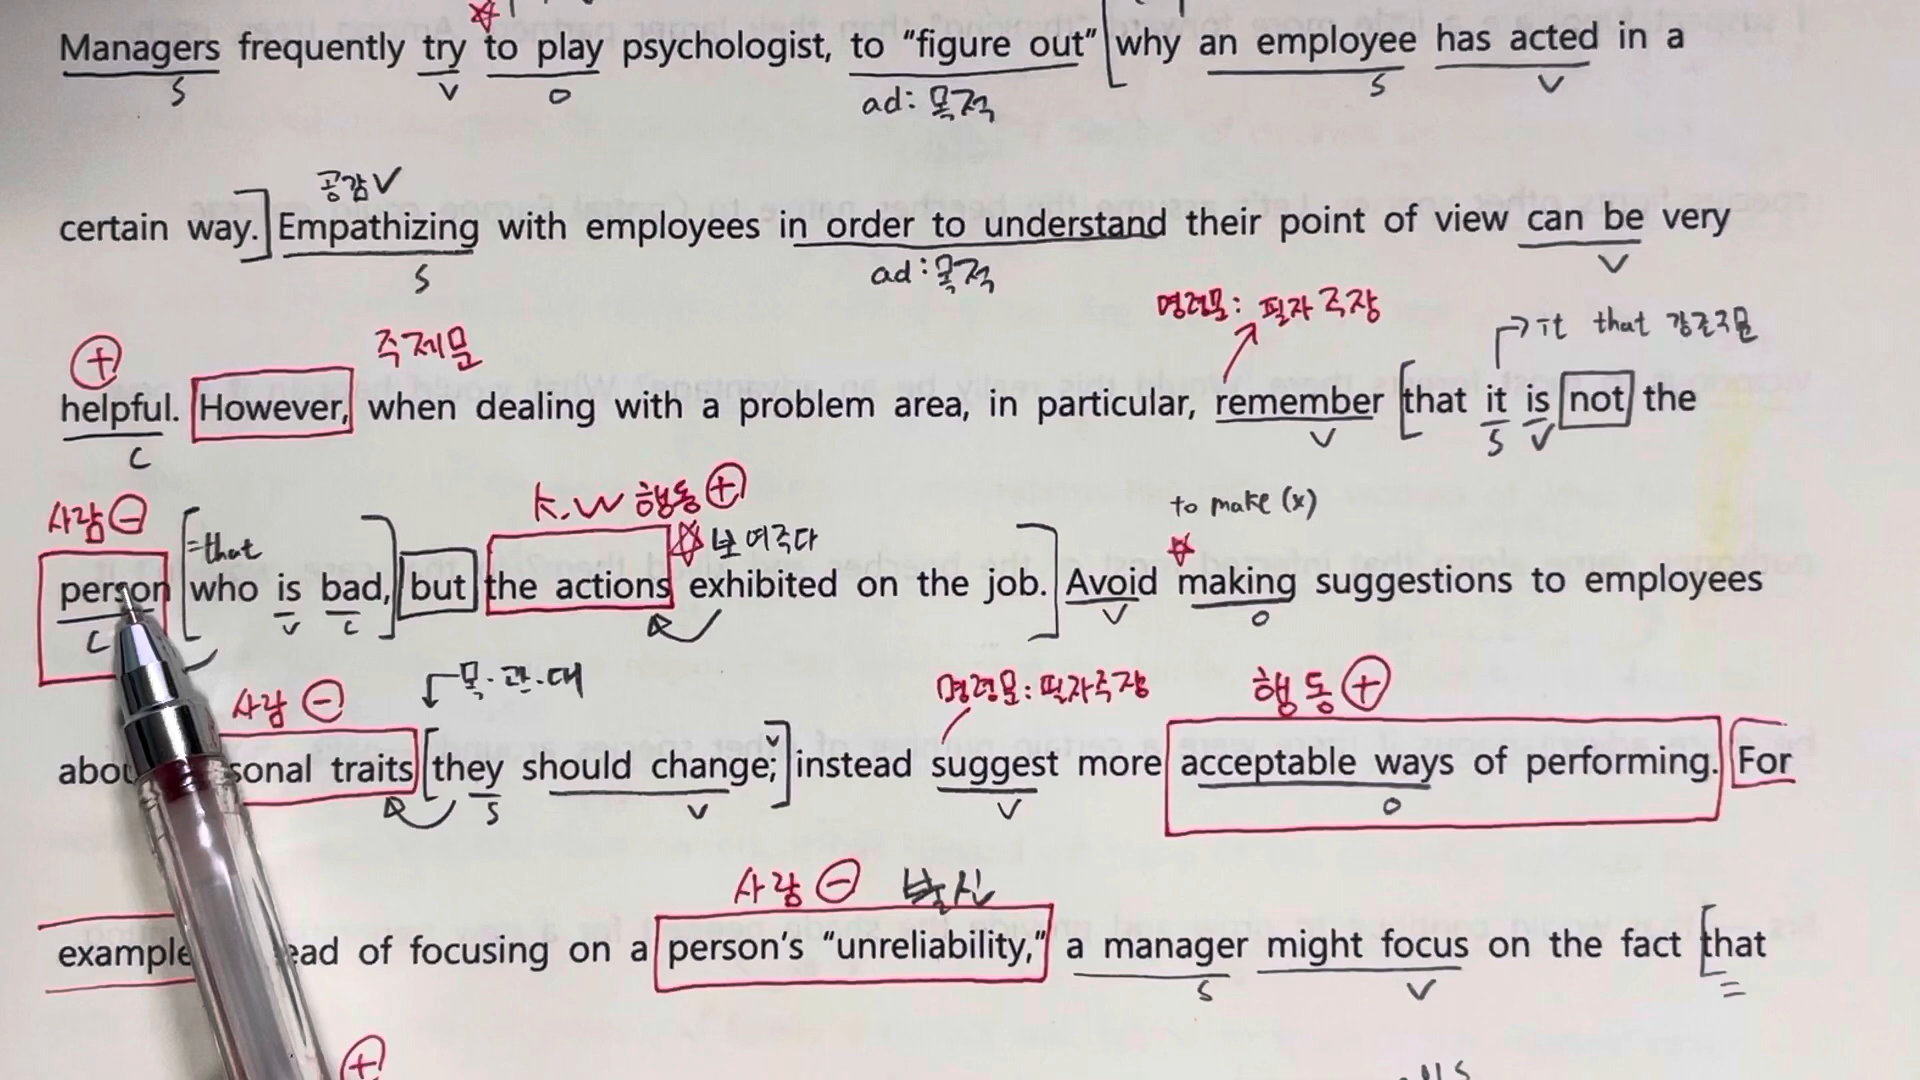 Managers frequently try to play psychologist, to "figure out" [why an employee has acted in a
S V O ad: 목적 S V
공감 V
certain way.] Empathizing with employees in order to understand their point of view can be very
S ad: 목적 V
명령문: 필자 주장
⊕ 주제문 it that 강조구문
helpful. However, when dealing with a problem area, in particular, remember [that it is not the
C V S V
사람 ⊖ K.W 행동 ⊕ to make (x)
=that ☆ 보여주다 ☆
person [who is bad,] but the actions exhibited on the job.] Avoid making suggestions to employees
C V C V O
사람 ⊖ 목.관.대 명령문: 필자주장 행동 ⊕
sonal traits [they should change;] instead suggest more acceptable ways of performing. For
S V V O
사람 ⊖ 불신
example of focusing on a person's "unreliability," a manager might focus on the fact [that
S V =
⊕